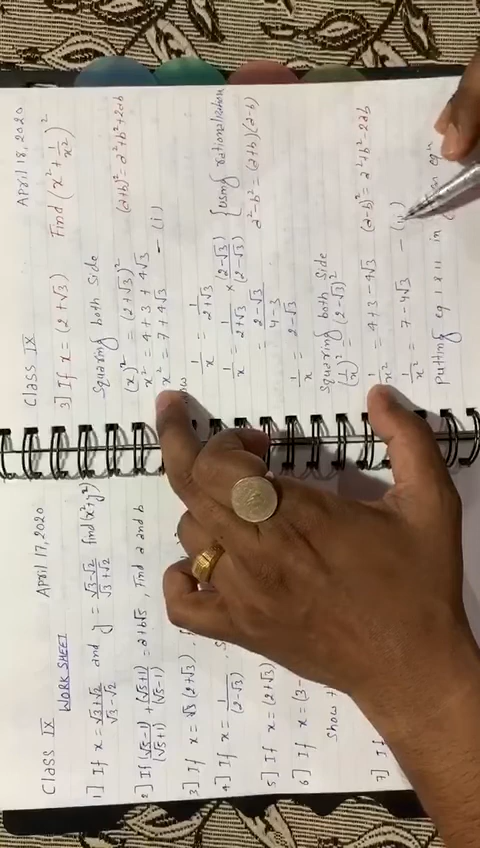 Class IX April 17, 2020
WORK SHEET
1] If x = √3+√2/√3-√2 and y = √3-√2/√3+√2 find (x²+y²)
2] If (√5-1)/(√5+1) + (√5+1)/(√5-1) = a+b√5, Find a and b
3] If x = √3 (2+√3).
4] If x = 1/(2-√3).
5] If x = (2+√3)
6] If x = (3-
Show
7] If
Class IX April 18, 2020
3] If x = (2+√3) Find (x² + 1/x²)²
Squaring both Side
(x)² = (2+√3)² (a+b)² = a²+b²+2ab
x² = 4+3+4√3
x² = 7+4√3 - (i)
1/x = 1/2+√3
1/x = 1/2+√3 × (2-√3)/(2-√3) {Using rationalization
= 2-√3/4-3 a²-b² = (a+b)(a-b)
1/x = 2-√3
Squaring both Side
(1/x)² = (2-√3)²
1/x² = 4+3-4√3 (a-b)² = a²+b²-2ab
1/x² = 7-4√3 - (ii)
Putting eq i & ii in eqⁿ